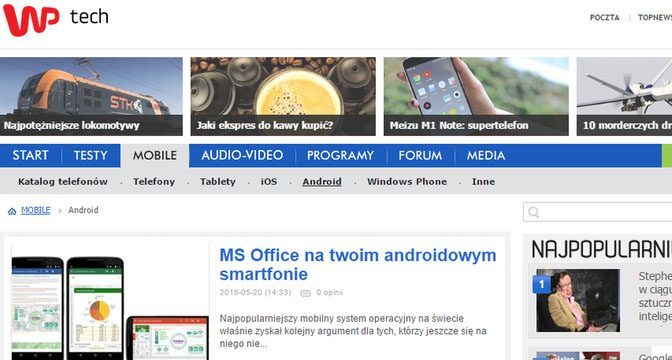 WP tech
POCZTA | TOPNEWS
STK
Najpotężniejsze lokomotywy
Jaki ekspres do kawy kupić?
Meizu M1 Note: supertelefon
10 morderczych dr
START TESTY MOBILE AUDIO-VIDEO PROGRAMY FORUM MEDIA
Katalog telefonów . Telefony . Tablety . iOS . Android . Windows Phone . Inne
MOBILE » Android
MS Office na twoim androidowym
smartfonie
2015-05-20 (14:33) 0 opinii
Najpopularniejszy mobilny system operacyjny na świecie
właśnie zyskał kolejny argument dla tych, którzy jeszcze się na
niego nie...
NAJPOPULARNI
1
Stephe
w ciągu
sztuczn
intelige
Google